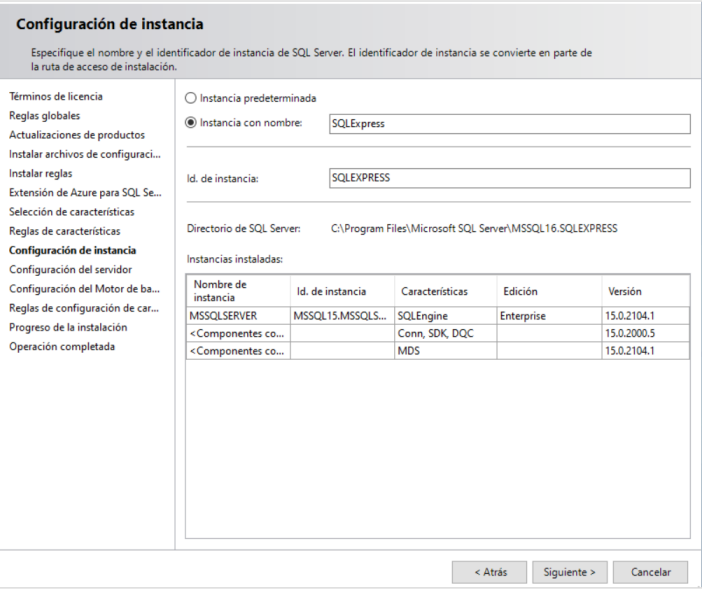 Configuración de instancia
Especifique el nombre y el identificador de instancia de SQL Server. El identificador de instancia se convierte en parte de
la ruta de acceso de instalación.
Términos de licencia
Reglas globales
Actualizaciones de productos
Instalar archivos de configuraci...
Instalar reglas
Extensión de Azure para SQL Se...
Selección de características
Reglas de características
Configuración de instancia
Configuración del servidor
Configuración del Motor de ba...
Reglas de configuración de car...
Progreso de la instalación
Operación completada
Instancia predeterminada
Instancia con nombre: SQLExpress
Id. de instancia: SQLEXPRESS
Directorio de SQL Server: C:\Program Files\Microsoft SQL Server\MSSQL16.SQLEXPRESS
Instancias instaladas:
Nombre de instancia Id. de instancia Características Edición Versión
MSSQLSERVER MSSQL15.MSSQLS... SQLEngine Enterprise 15.0.2104.1
<Componentes co... Conn, SDK, DQC 15.0.2000.5
<Componentes co... MDS 15.0.2104.1
< Atrás Siguiente > Cancelar